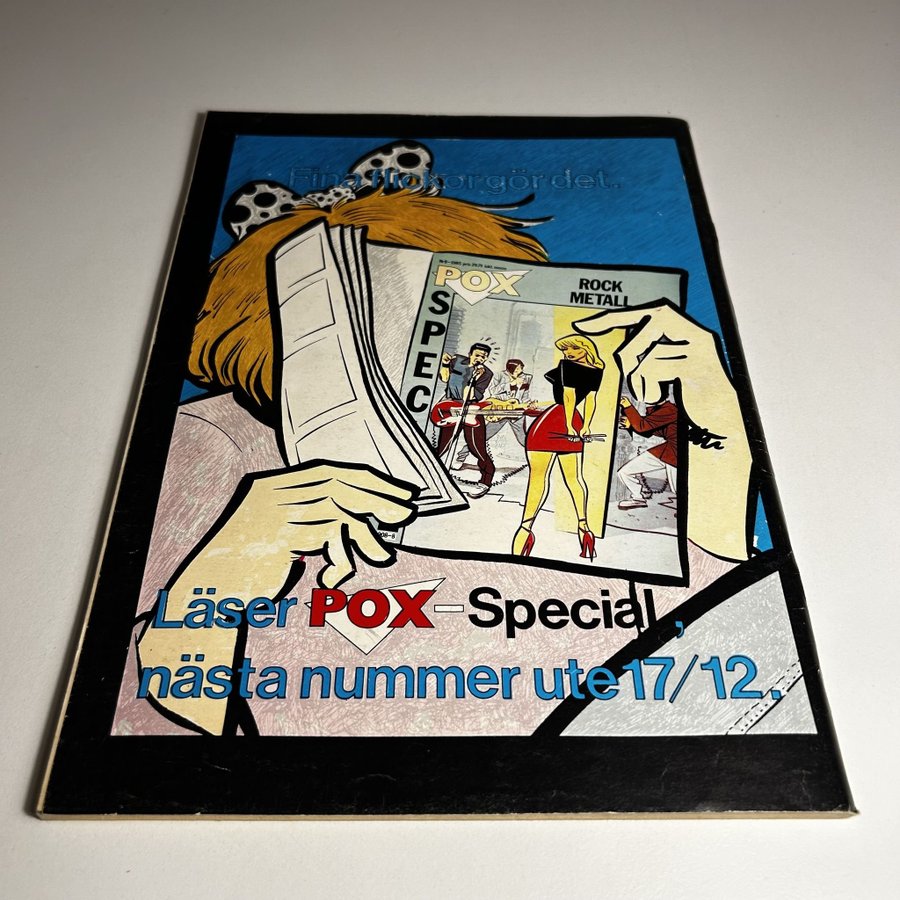 Fina flickor gör det.
POX
ROCK
METALL
SPEC
Läser POX-Special,
nästa nummer ute 17/12.